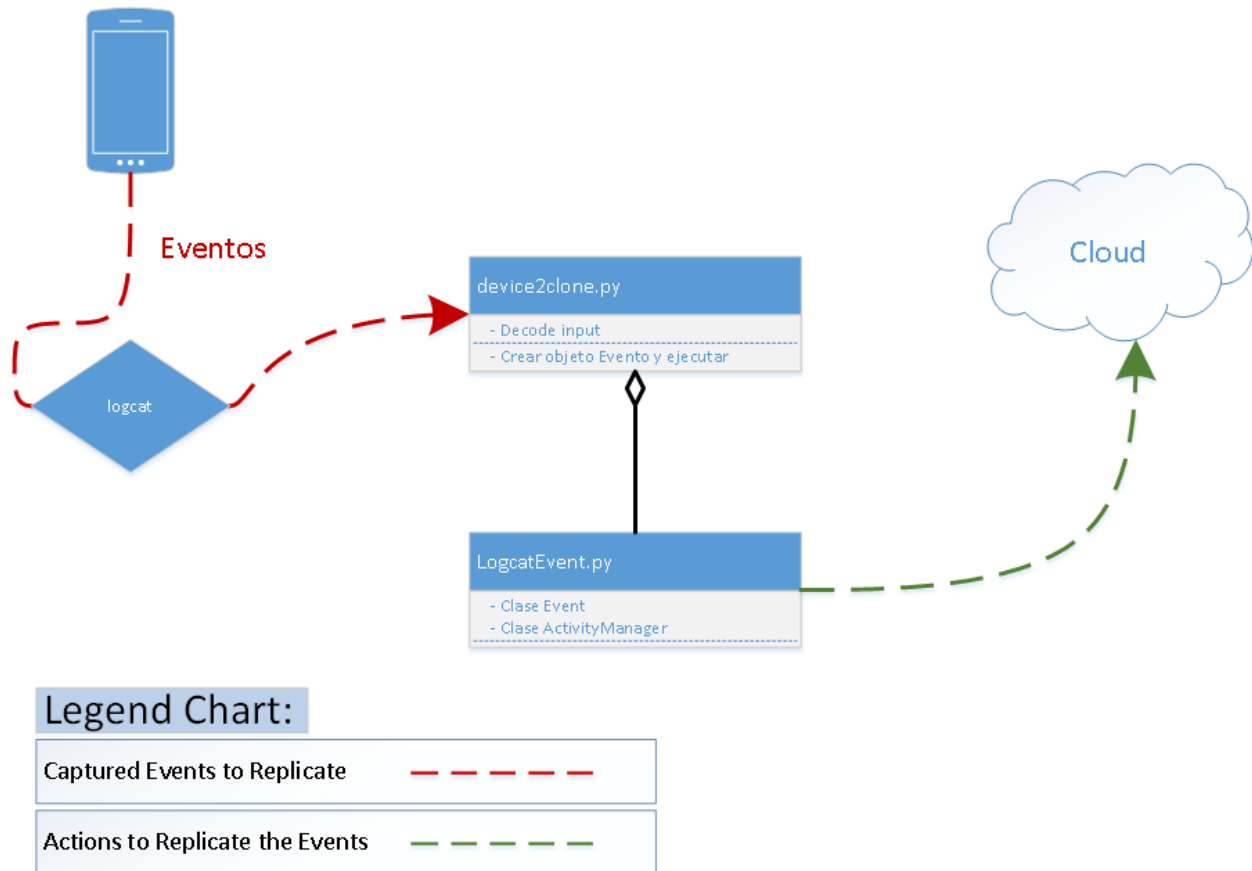 Eventos
logcat
device2clone.py
- Decode input
- Crear objeto Evento y ejecutar
Cloud
LogcatEvent.py
- Clase Event
- Clase ActivityManager
Legend Chart:
Captured Events to Replicate
Actions to Replicate the Events